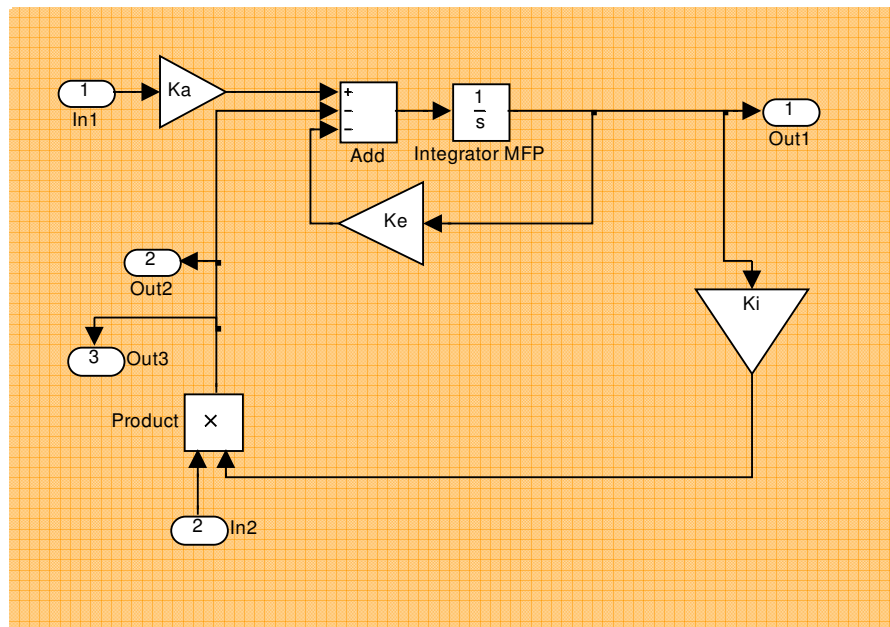 1
In1
Ka
+
−
−
Add
1
s
Integrator MFP
1
Out1
Ke
2
Out2
Ki
3
Out3
Product
×
2
In2